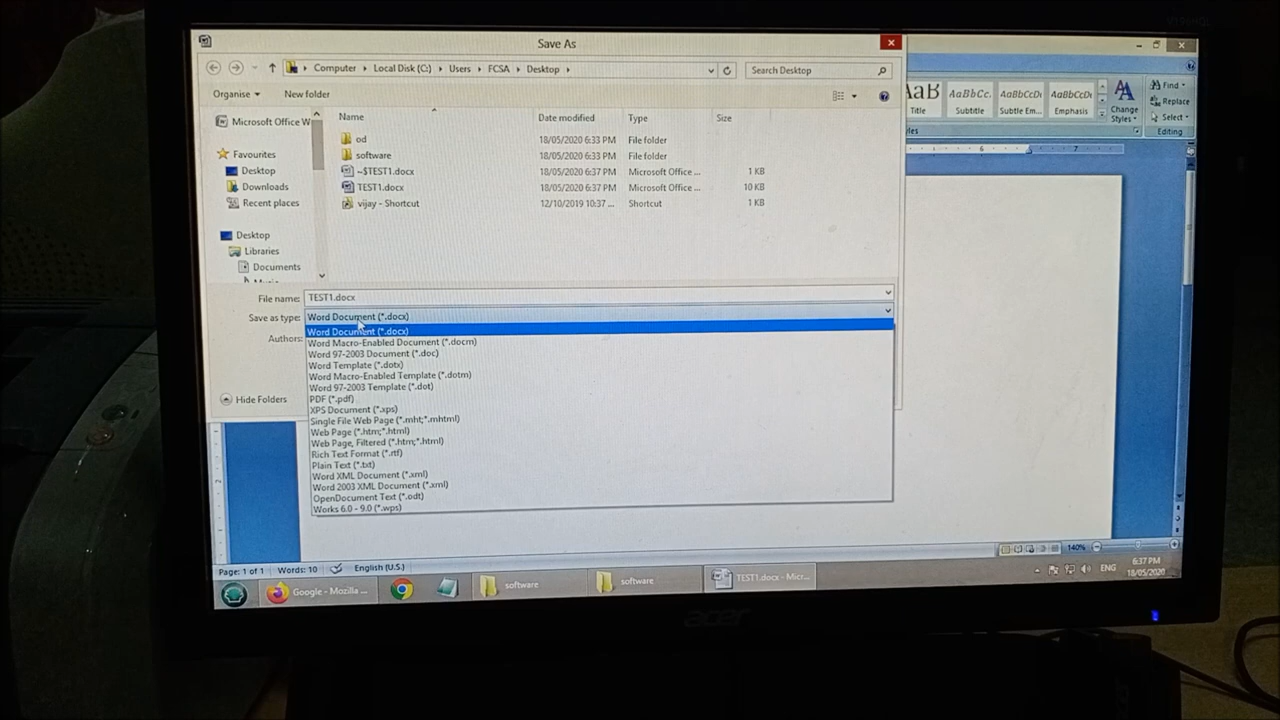 Save As
Computer Local Disk (C:) Users FCSA Desktop
Search Desktop
Organise
New folder
Microsoft Office W
Favourites
Desktop
Downloads
Recent places
Desktop
Libraries
Documents
Name Date modified Type Size
od 18/05/2020 6:33 PM File folder
software 18/05/2020 6:33 PM File folder
~$TEST1.docx 18/05/2020 6:37 PM Microsoft Office ... 1 KB
TEST1.docx 18/05/2020 6:37 PM Microsoft Office ... 10 KB
vijay - Shortcut 12/10/2019 10:37 ... Shortcut 1 KB
File name: TEST1.docx
Save as type: Word Document (*.docx)
Authors:
Word Document (*.docx)
Word Macro-Enabled Document (*.docm)
Word 97-2003 Document (*.doc)
Word Template (*.dotx)
Word Macro-Enabled Template (*.dotm)
Word 97-2003 Template (*.dot)
PDF (*.pdf)
XPS Document (*.xps)
Single File Web Page (*.mht;*.mhtml)
Web Page (*.htm;*.html)
Web Page, Filtered (*.htm;*.html)
Rich Text Format (*.rtf)
Plain Text (*.txt)
Word XML Document (*.xml)
Word 2003 XML Document (*.xml)
OpenDocument Text (*.odt)
Works 6.0 - 9.0 (*.wps)
Hide Folders
AaB AaBbCc. AaBbCcDı AaBbCcDı
Title Subtitle Subtle Em... Emphasis
Change
Styles
Find
Replace
Select
Editing
6 7
2
Page: 1 of 1 Words: 10 English (U.S.)
140%
Google - Mozilla ...
software
software
TEST1.docx - Micr...
ENG
6:37 PM
18/05/2020
acer